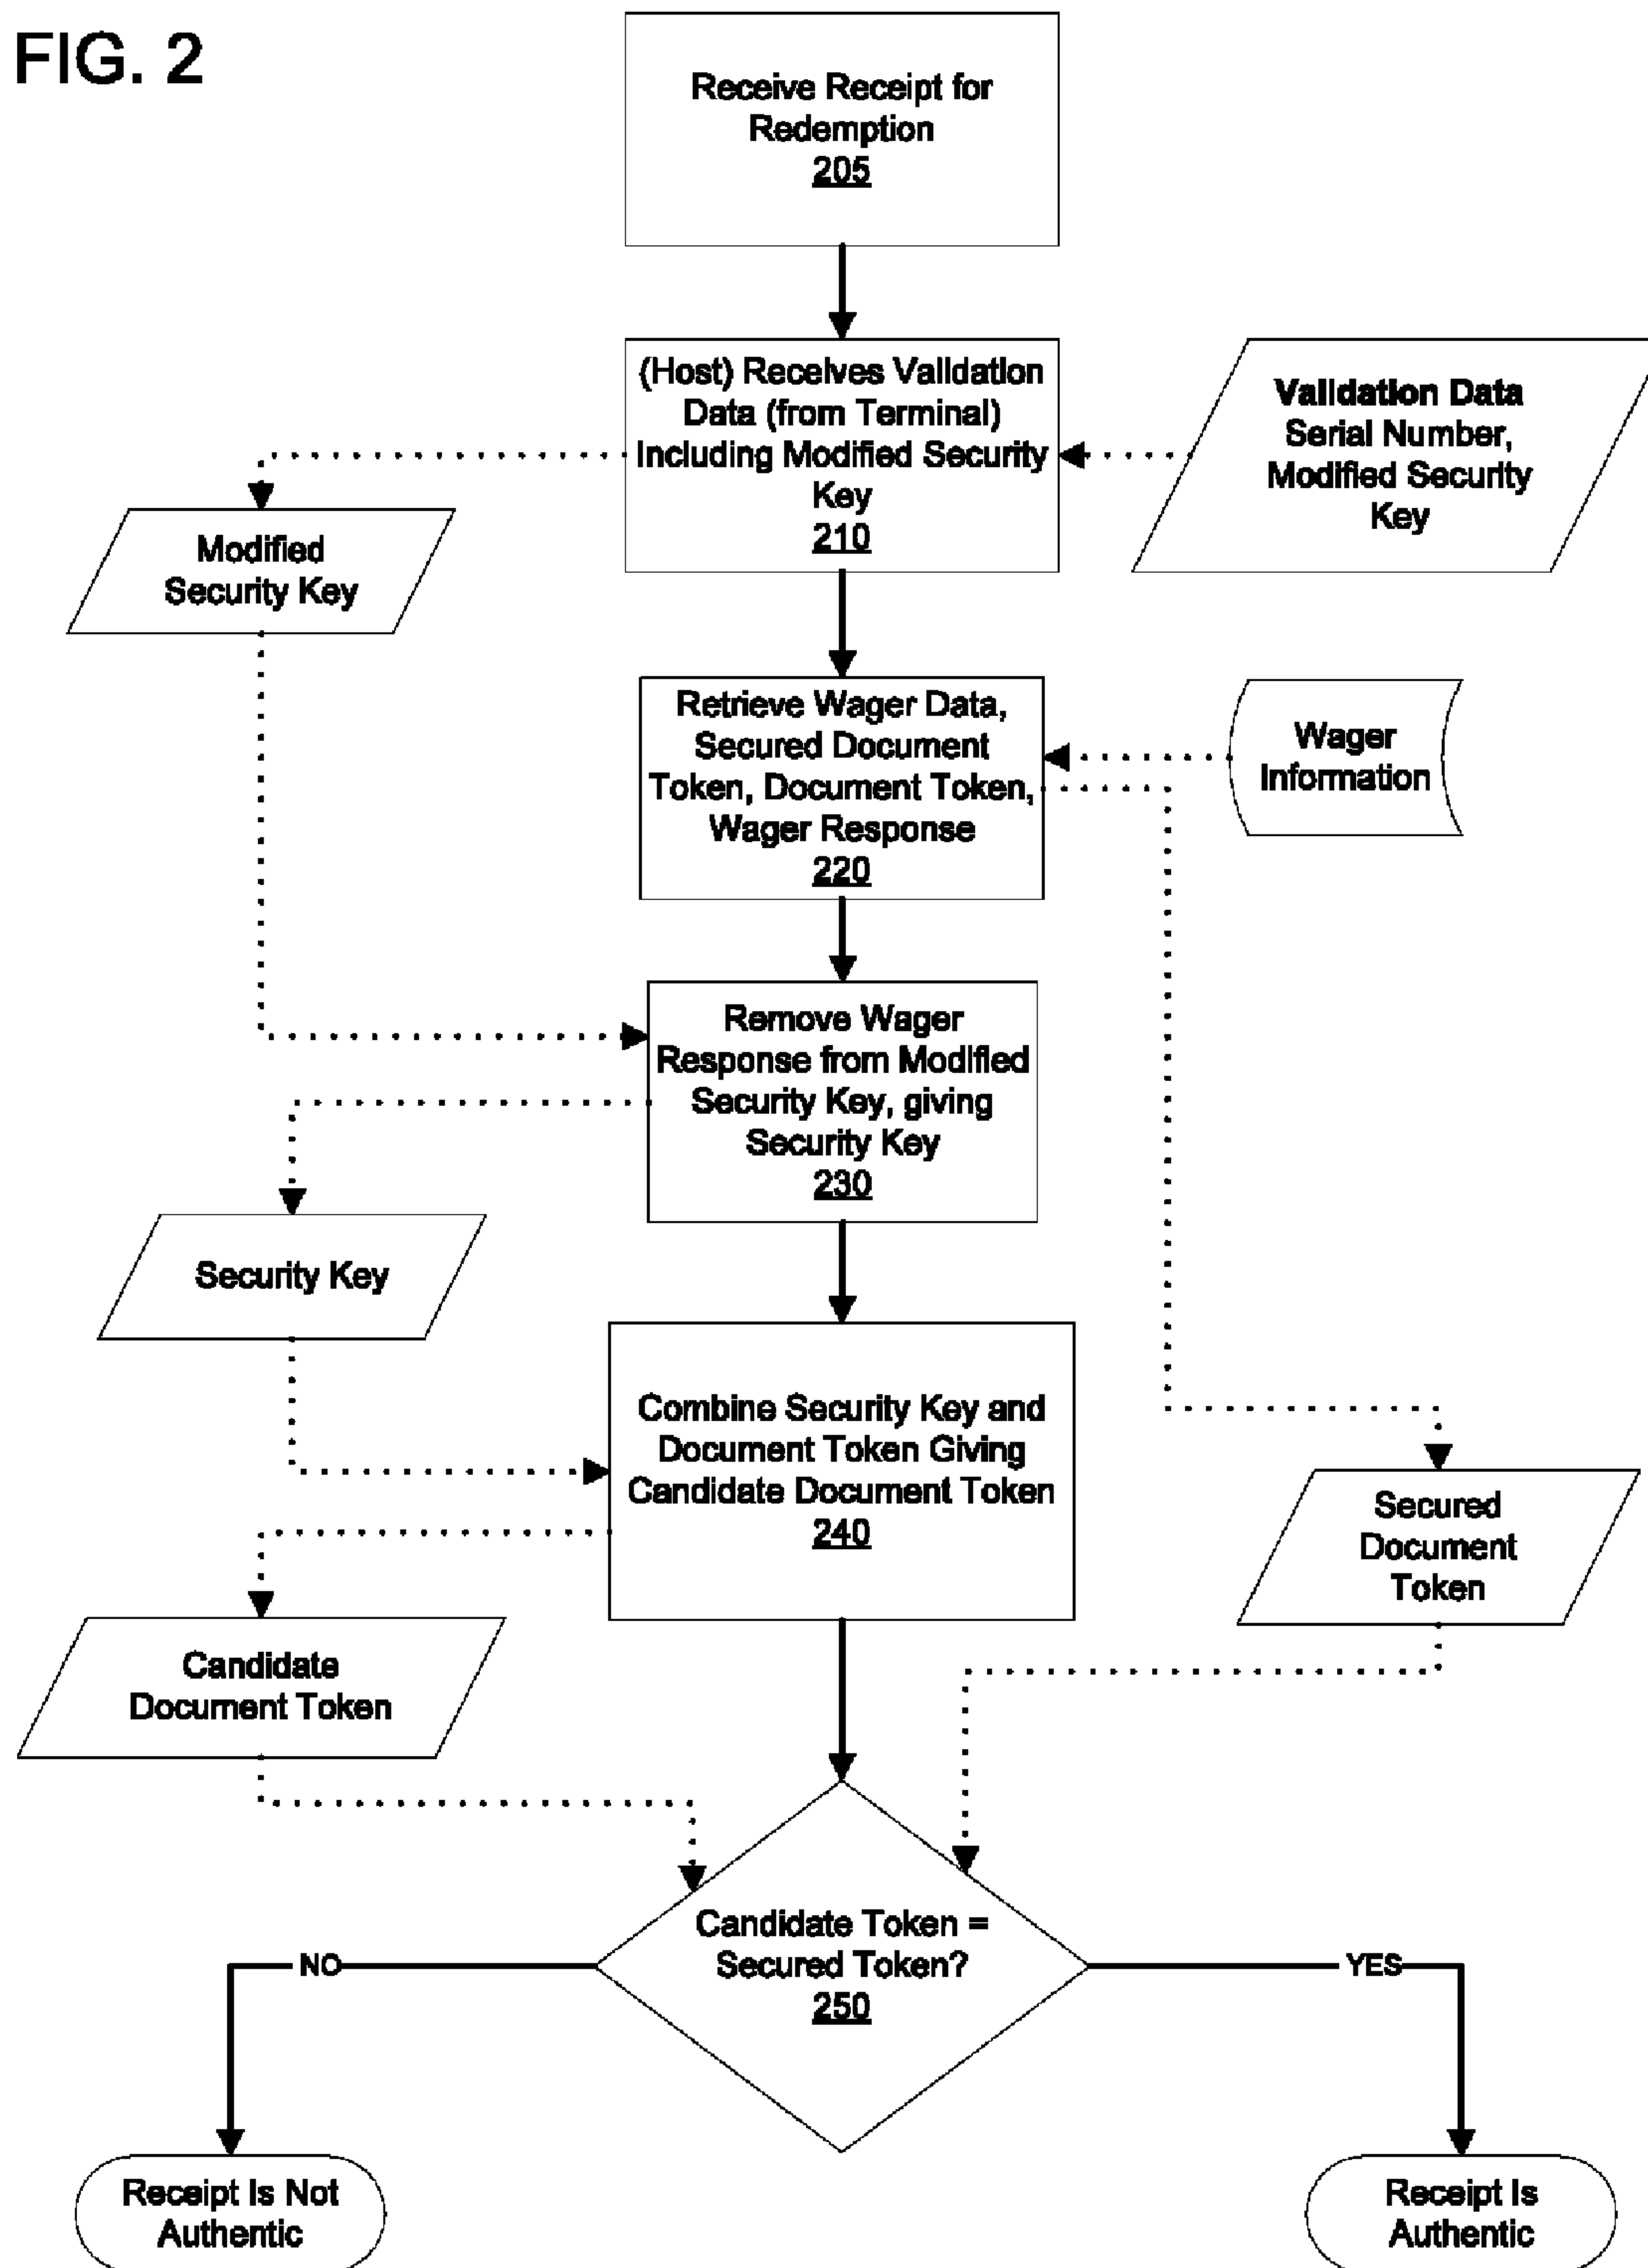 FIG. 2
Receive Receipt for
Redemption
205
(Host) Receives Validation
Data (from Terminal)
Including Modified Security
Key
210
Validation Data
Serial Number,
Modified Security
Key
Modified
Security Key
Retrieve Wager Data,
Secured Document
Token, Document Token,
Wager Response
220
Wager
Information
Remove Wager
Response from Modified
Security Key, giving
Security Key
230
Security Key
Combine Security Key and
Document Token Giving
Candidate Document Token
240
Secured
Document
Token
Candidate
Document Token
Candidate Token =
Secured Token?
250
NO
YES
Receipt Is Not
Authentic
Receipt Is
Authentic